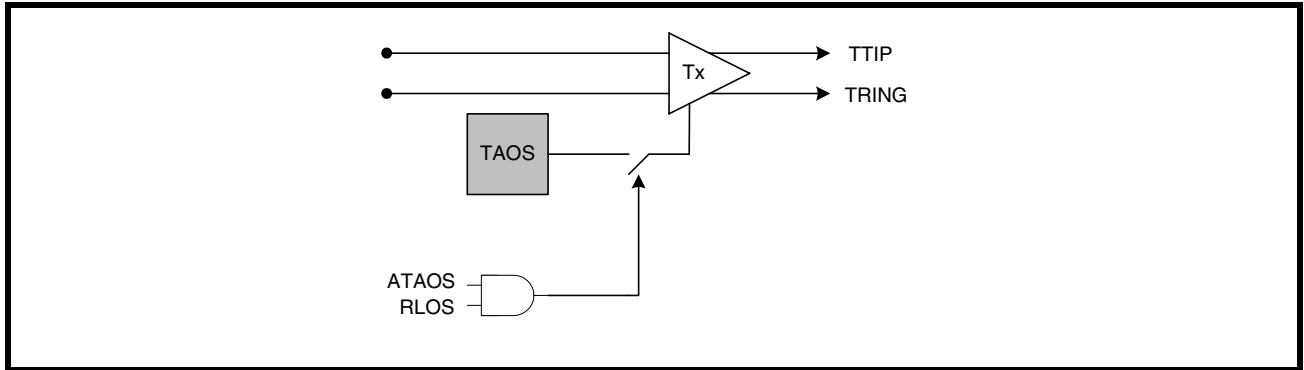 TTIP
Tx
TRING
TAOS
ATAOS
RLOS